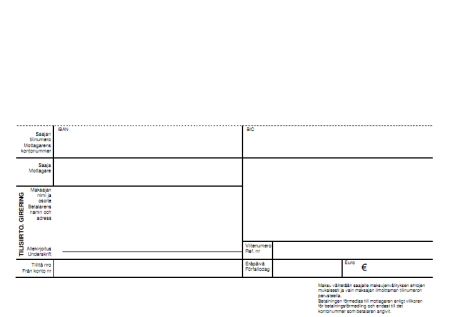 IBAN
BIC
Saajan
tilinumero
Mottagarens
kontonummer
Saaja
Mottagare
Maksajan
nimi ja
osoite
Betalarens
namn och
adress
TILISIIRTO. GIRERING
Allekirjoitus
Underskrift
Viitenumero
Ref. nr
Tililtä nro
Från konto nr
Eräpäivä
Förfallodag
Euro
€
Maksu välitetään saajalle maksujenvälityksen ehtojen
mukaisesti ja vain maksajan ilmoittaman tilinumeron
perusteella.
Betalningen förmedlas till mottagaren enligt villkoren
för betalningsförmedling och endast till det
kontonummer som betalaren angivit.